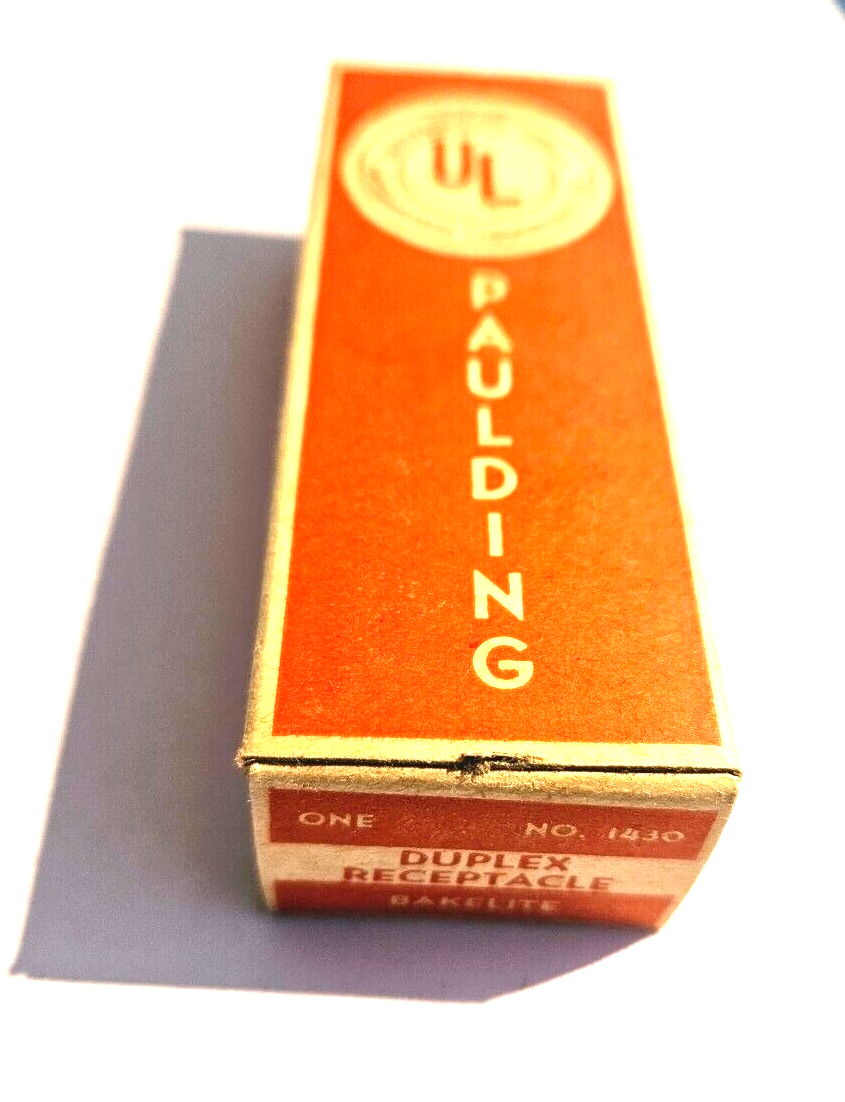 UL
PAULDING
ONE NO. 1430
DUPLEX
RECEPTACLE
BAKELITE